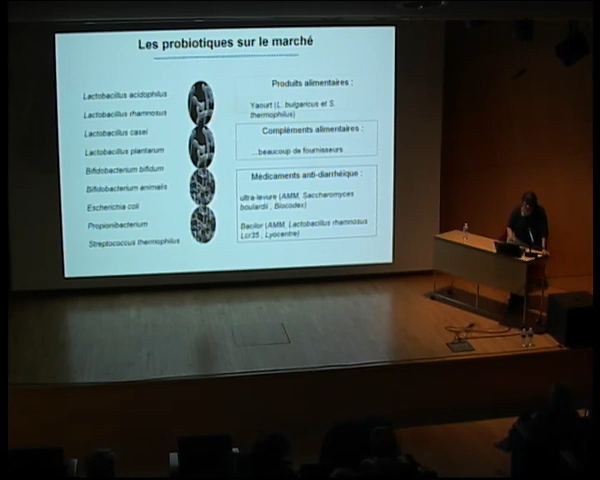 Les probiotiques sur le marché
Lactobacillus acidophilus
Lactobacillus rhamnosus
Lactobacillus casei
Lactobacillus plantarum
Bifidobacterium bifidum
Bifidobacterium animalis
Escherichia coli
Propionibacterium
Streptococcus thermophilus
Produits alimentaires :
Yaourt (L. bulgaricus et S.
thermophilus)
Compléments alimentaires :
...beaucoup de fournisseurs
Médicaments anti-diarrhéique :
ultra-levure (AMM, Saccharomyces
boulardii , Biocodex)
Bacilor (AMM, Lactobacillus rhamnosus
Lcr35 , Lyocentre)